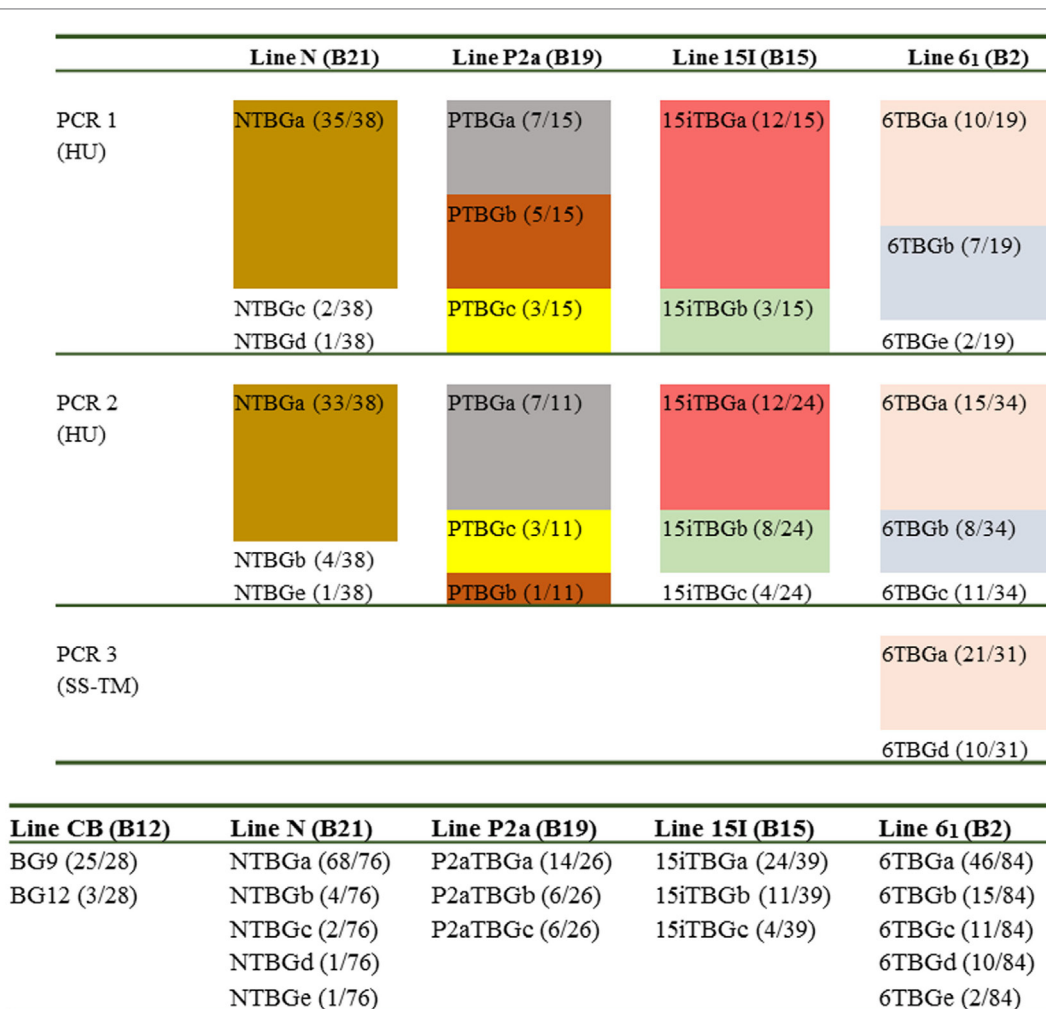 Line N (B21) Line P2a (B19) Line 15I (B15) Line 61 (B2)
PCR 1 NTBGa (35/38) PTBGa (7/15) 15iTBGa (12/15) 6TBGa (10/19)
(HU)
PTBGb (5/15)
6TBGb (7/19)
NTBGc (2/38) PTBGc (3/15) 15iTBGb (3/15)
NTBGd (1/38) 6TBGe (2/19)
PCR 2 NTBGa (33/38) PTBGa (7/11) 15iTBGa (12/24) 6TBGa (15/34)
(HU)
PTBGc (3/11) 15iTBGb (8/24) 6TBGb (8/34)
NTBGb (4/38)
NTBGe (1/38) PTBGb (1/11) 15iTBGc (4/24) 6TBGc (11/34)
PCR 3 6TBGa (21/31)
(SS-TM)
6TBGd (10/31)
Line CB (B12) Line N (B21) Line P2a (B19) Line 15I (B15) Line 61 (B2)
BG9 (25/28) NTBGa (68/76) P2aTBGa (14/26) 15iTBGa (24/39) 6TBGa (46/84)
BG12 (3/28) NTBGb (4/76) P2aTBGb (6/26) 15iTBGb (11/39) 6TBGb (15/84)
NTBGc (2/76) P2aTBGc (6/26) 15iTBGc (4/39) 6TBGc (11/84)
NTBGd (1/76) 6TBGd (10/84)
NTBGe (1/76) 6TBGe (2/84)